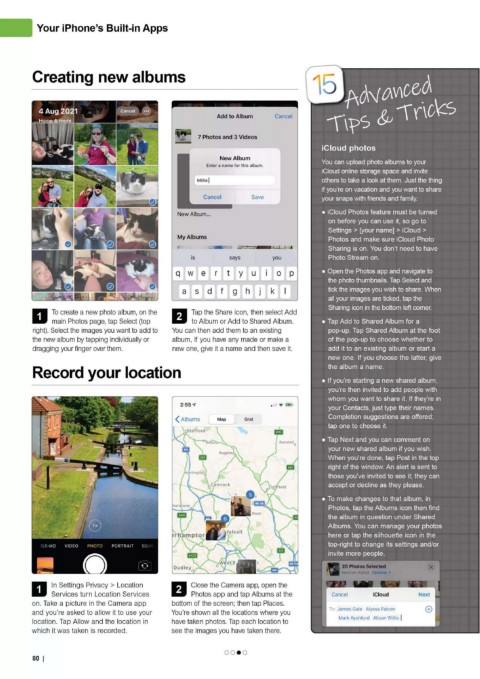 Your iPhone's Built-in Apps
Creating new albums
4 Aug 2021
Cancel
Add to Album
Cancel
7 Photos and 3 Videos
New Album
Enter a name for this album.
Millie
Cancel
Save
New Album...
My Albums
is
says
you
q w e r t y u i o p
a s d f g h j k l
1 To create a new photo album, on the
main Photos page, tap Select (top
right). Select the images you want to add to
the new album by tapping individually or
dragging your finger over them.
2 Tap the Share icon, then select Add
to Album or Add to Shared Album.
You can then add them to an existing
album, if you have any made or make a
new one, give it a name and then save it.
Record your location
SLO-MO VIDEO PHOTO PORTRAIT
1x
2:55
Albums
Map
Grid
Stafford
Cannock
Walsall
Dudley
1 In Settings Privacy > Location
Services turn Location Services
on. Take a picture in the Camera app
and you're asked to allow it to use your
location. Tap Allow and the location in
which it was taken is recorded.
2 Close the Camera app, open the
Photos app and tap Albums at the
bottom of the screen; then tap Places.
You're shown all the locations where you
have taken photos. Tap each location to
see the images you have taken there.
15
Advanced
Tips & Tricks
iCloud photos
You can upload photo albums to your
iCloud online storage space and invite
others to take a look at them. Just the thing
if you're on vacation and you want to share
your snaps with friends and family.
● iCloud Photos feature must be turned
on before you can use it, so go to
Settings > [your name] > iCloud >
Photos and make sure iCloud Photo
Sharing is on. You don't need to have
Photo Stream on.
● Open the Photos app and navigate to
the photo thumbnails. Tap Select and
tick the images you wish to share. When
all your images are ticked, tap the
Sharing icon in the bottom left corner.
● Tap Add to Shared Album for a
pop-up. Tap Shared Album at the foot
of the pop-up to choose whether to
add it to an existing album or start a
new one. If you choose the latter, give
the album a name.
● If you're starting a new shared album,
you're then invited to add people with
whom you want to share it. If they're in
your Contacts, just type their names.
Completion suggestions are offered;
tap one to choose it.
● Tap Next and you can comment on
your new shared album if you wish.
When you're done, tap Post in the top
right of the window. An alert is sent to
those you've invited to see it; they can
accept or decline as they please.
● To make changes to that album, in
Photos, tap the Albums icon then find
the album in question under Shared
Albums. You can manage your photos
here or tap the silhouette icon in the
top-right to change its settings and/or
invite more people.
20 Photos Selected
Cancel
iCloud
Next
To: James Gale Alyssa Falcon
80 |